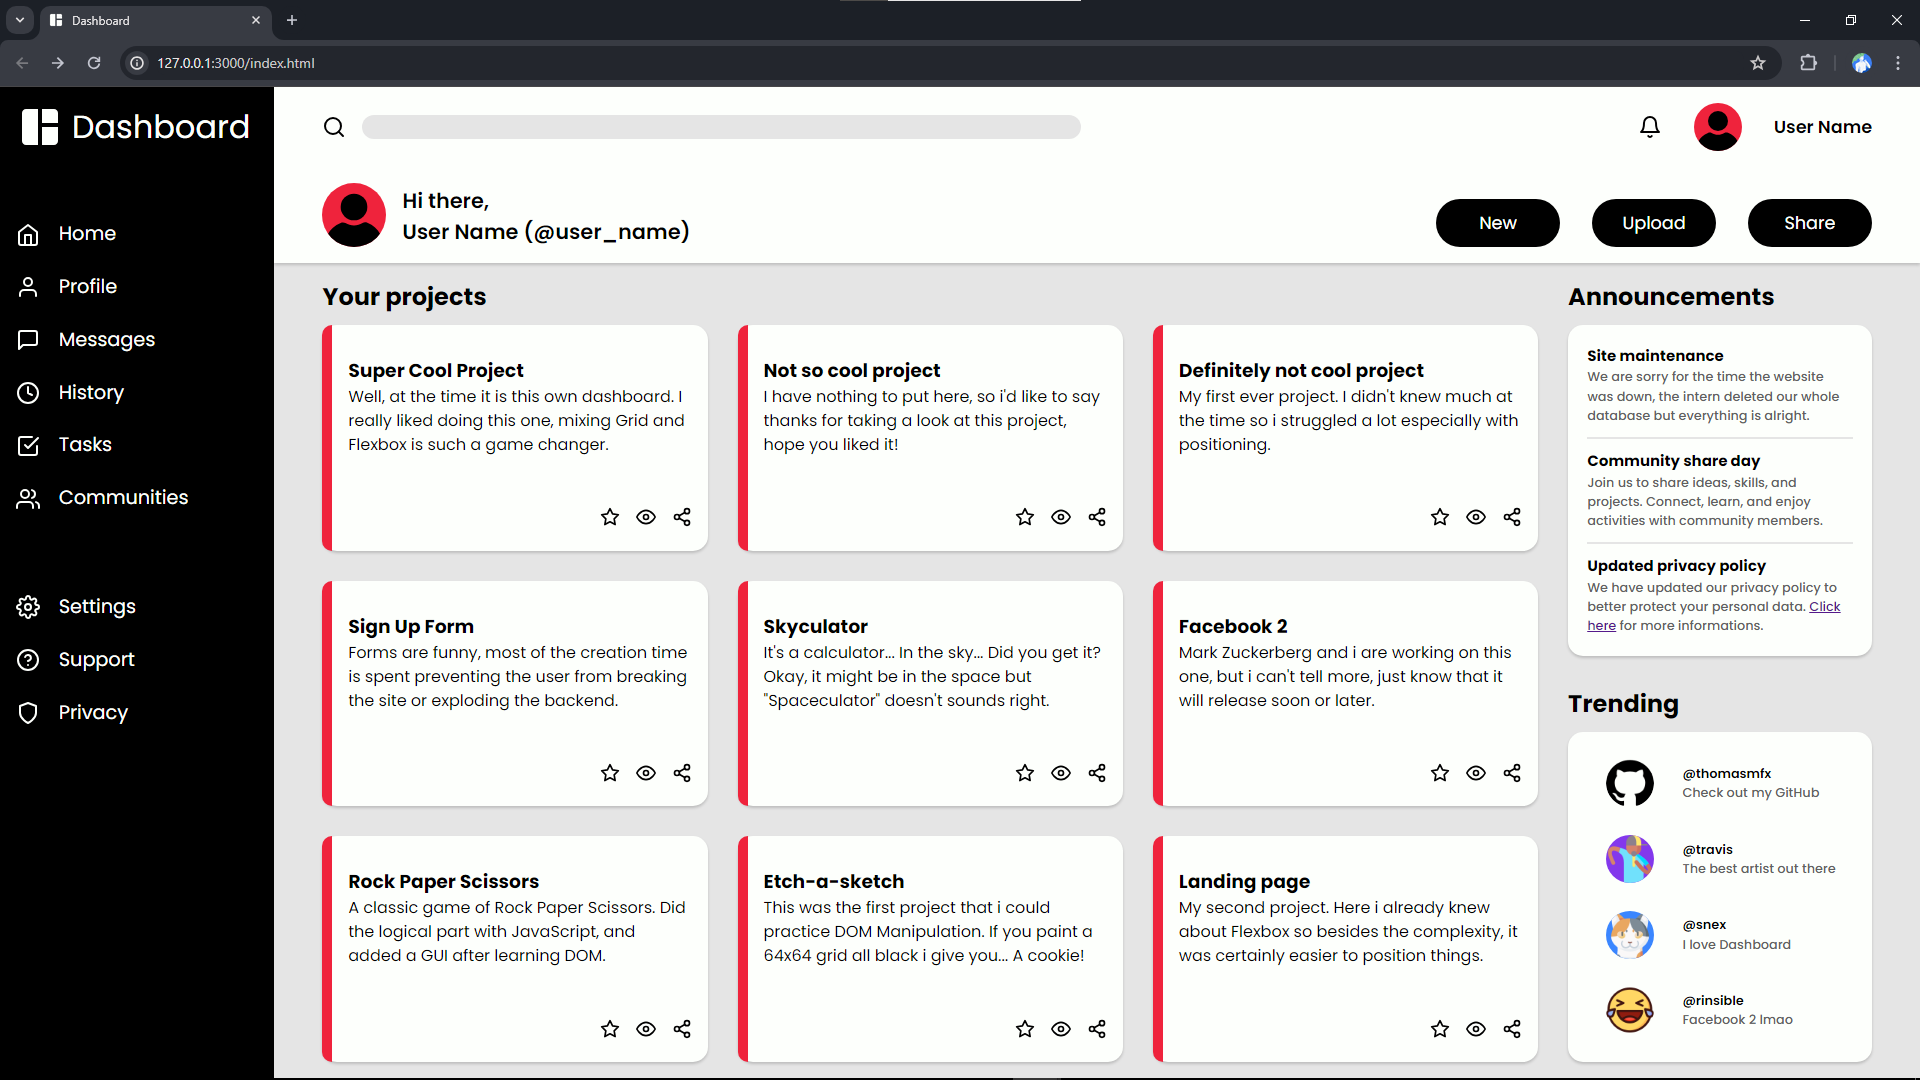 Dashboard
127.0.0.1:3000/index.html
Dashboard
Home
Profile
Messages
History
Tasks
Communities
Settings
Support
Privacy
User Name
Hi there,
User Name (@user_name)
New
Upload
Share
Your projects
Super Cool Project
Well, at the time it is this own dashboard. I
really liked doing this one, mixing Grid and
Flexbox is such a game changer.
Not so cool project
I have nothing to put here, so i'd like to say
thanks for taking a look at this project,
hope you liked it!
Definitely not cool project
My first ever project. I didn't knew much at
the time so i struggled a lot especially with
positioning.
Sign Up Form
Forms are funny, most of the creation time
is spent preventing the user from breaking
the site or exploding the backend.
Skyculator
It's a calculator... In the sky... Did you get it?
Okay, it might be in the space but
"Spaceculator" doesn't sounds right.
Facebook 2
Mark Zuckerberg and i are working on this
one, but i can't tell more, just know that it
will release soon or later.
Rock Paper Scissors
A classic game of Rock Paper Scissors. Did
the logical part with JavaScript, and
added a GUI after learning DOM.
Etch-a-sketch
This was the first project that i could
practice DOM Manipulation. If you paint a
64x64 grid all black i give you... A cookie!
Landing page
My second project. Here i already knew
about Flexbox so besides the complexity, it
was certainly easier to position things.
Announcements
Site maintenance
We are sorry for the time the website
was down, the intern deleted our whole
database but everything is alright.
Community share day
Join us to share ideas, skills, and
projects. Connect, learn, and enjoy
activities with community members.
Updated privacy policy
We have updated our privacy policy to
better protect your personal data. Click
here for more informations.
Trending
@thomasmfx
Check out my GitHub
@travis
The best artist out there
@snex
I love Dashboard
@rinsible
Facebook 2 lmao